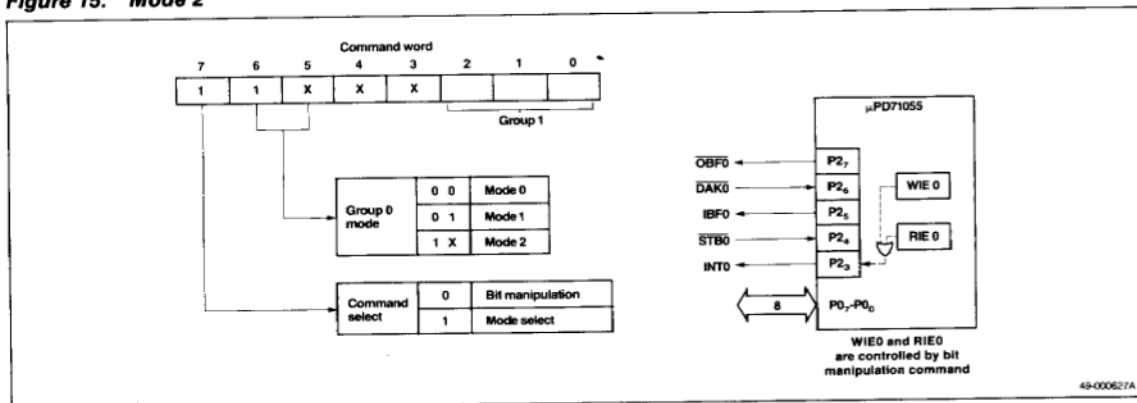 Figure 15. Mode 2
Command word
7 6 5 4 3 2 1 0
1 1 X X X
Group 1
Group 0 mode
0 0 Mode 0
0 1 Mode 1
1 X Mode 2
Command select
0 Bit manipulation
1 Mode select
μPD71055
OBF0 P2₇
DAK0 P2₆ WIE 0
IBF0 P2₅
STB0 P2₄ RIE 0
INT0 P2₃
8 P0₇-P0₀
WIE0 and RIE0
are controlled by bit
manipulation command
49-000627A